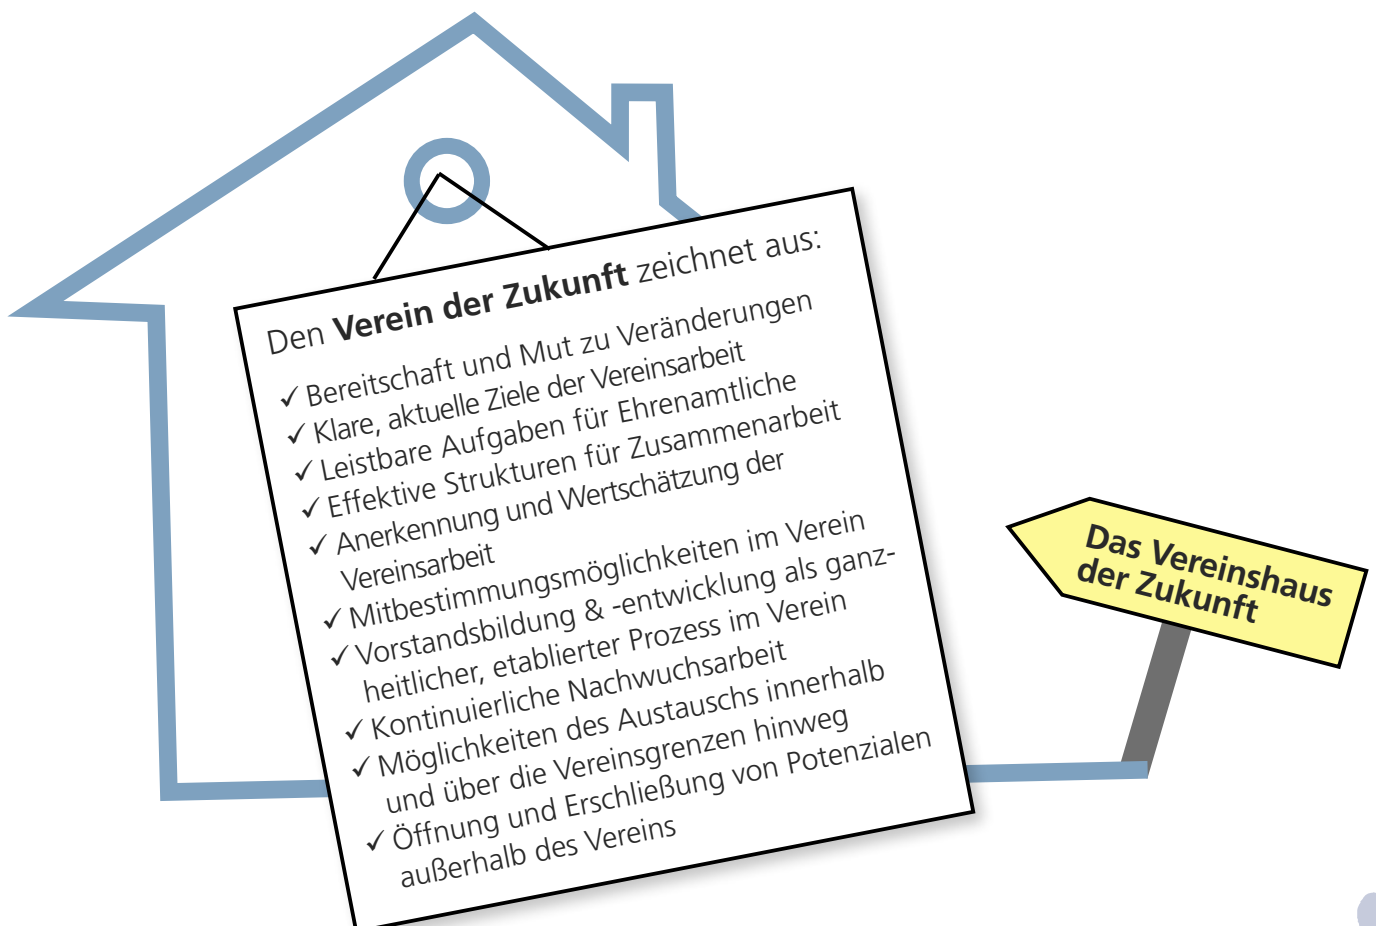 Den Verein der Zukunft zeichnet aus:
✓ Bereitschaft und Mut zu Veränderungen
✓ Klare, aktuelle Ziele der Vereinsarbeit
✓ Leistbare Aufgaben für Ehrenamtliche
✓ Effektive Strukturen für Zusammenarbeit
✓ Anerkennung und Wertschätzung der
Vereinsarbeit
✓ Mitbestimmungsmöglichkeiten im Verein
✓ Vorstandsbildung & -entwicklung als ganz-
heitlicher, etablierter Prozess im Verein
✓ Kontinuierliche Nachwuchsarbeit
✓ Möglichkeiten des Austauschs innerhalb
und über die Vereinsgrenzen hinweg
✓ Öffnung und Erschließung von Potenzialen
außerhalb des Vereins
Das Vereinshaus
der Zukunft